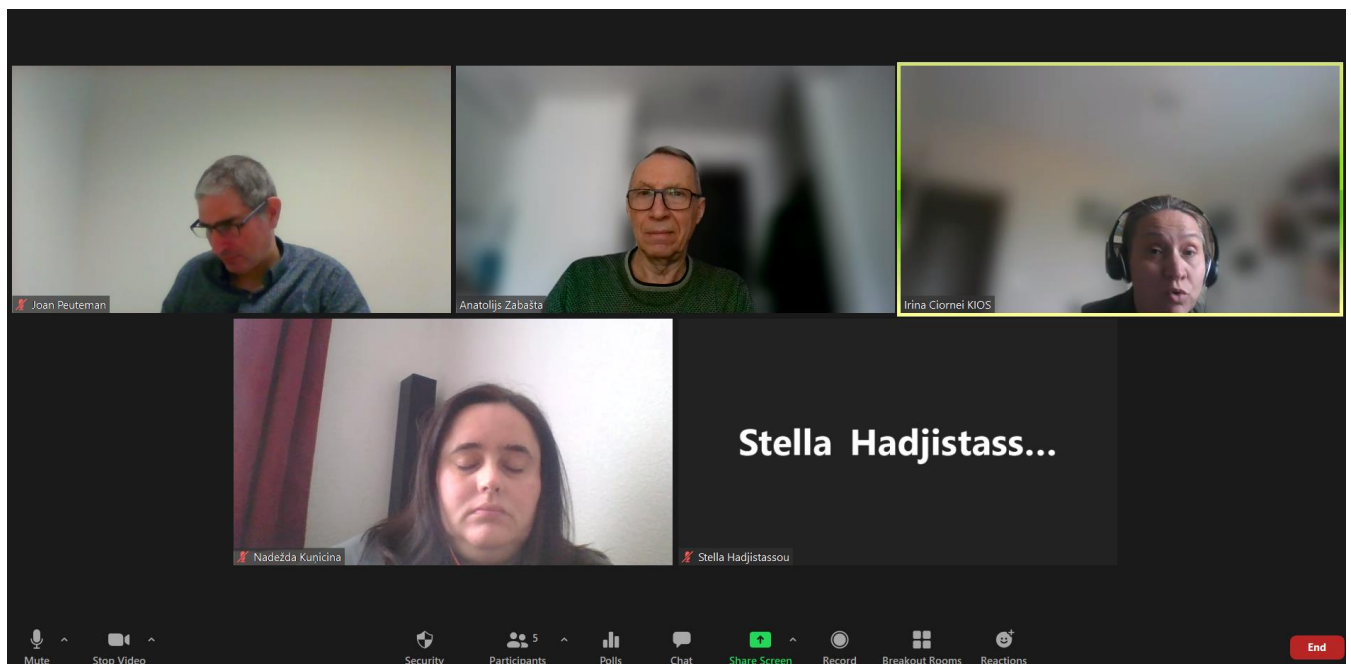 Joan Peuteman
Anatolijs Zabašta
Irina Ciornei KIOS
Stella Hadjistass...
Nadežda Kuņicina
Stella Hadjistassou
5
Mute
Stop Video
Security
Participants
Polls
Chat
Share Screen
Record
Breakout Rooms
Reactions
End